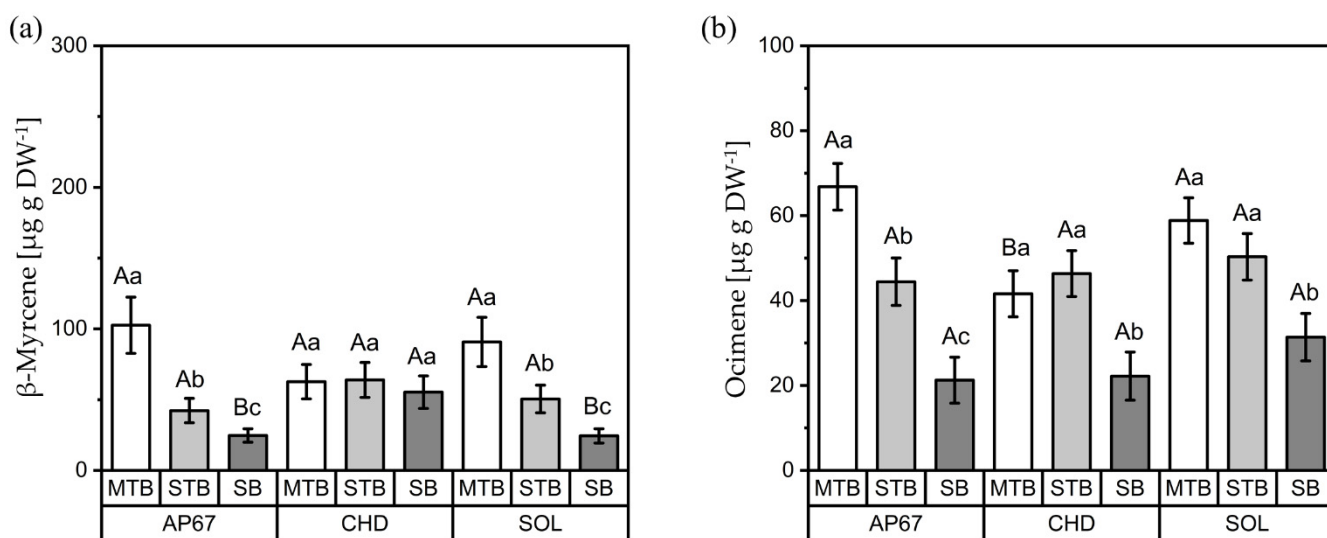 (a)
300
200
100
0
β-Myrcene [µg g DW⁻¹]
Aa
Ab
Bc
Aa
Aa
Aa
Aa
Ab
Bc
MTB STB SB MTB STB SB MTB STB SB
AP67 CHD SOL
(b)
100
80
60
40
20
0
Ocimene [µg g DW⁻¹]
Aa
Ab
Ac
Ba
Aa
Ab
Aa
Aa
Ab
MTB STB SB MTB STB SB MTB STB SB
AP67 CHD SOL